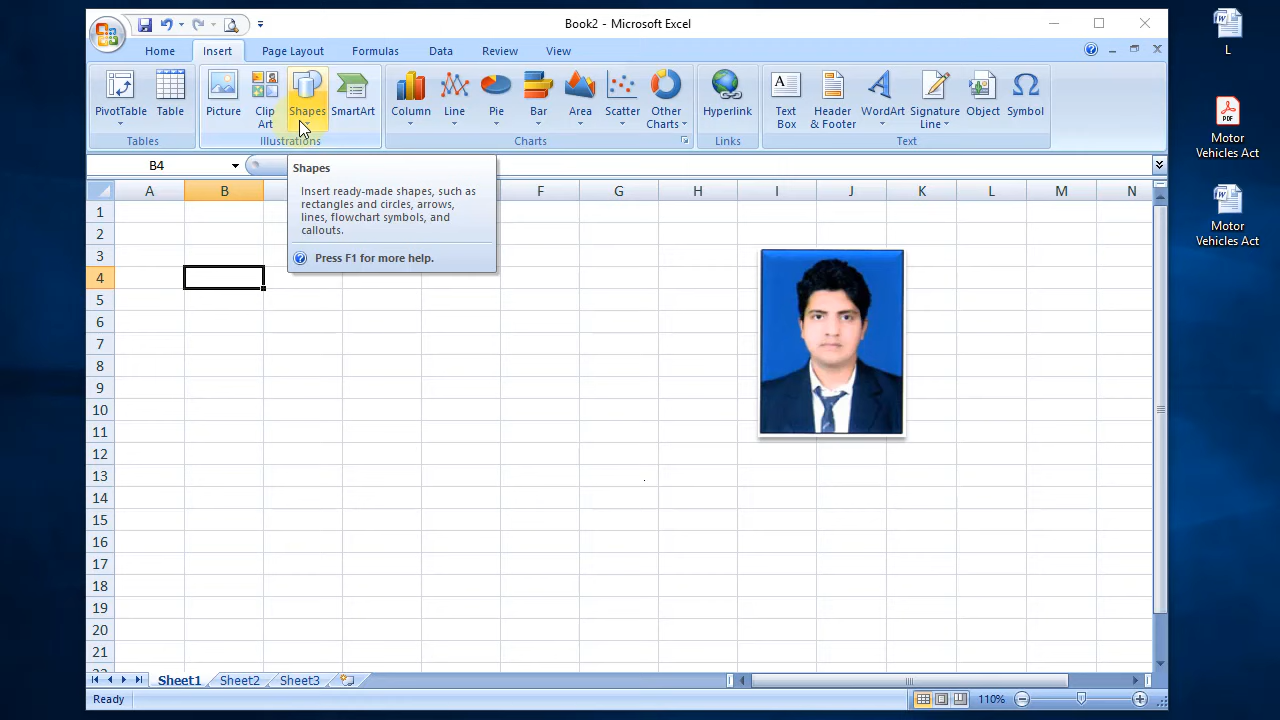 Book2 - Microsoft Excel
L
Home Insert Page Layout Formulas Data Review View
PivotTable Table Picture Clip Art Shapes SmartArt Column Line Pie Bar Area Scatter Other Charts Hyperlink Text Box Header & Footer WordArt Signature Line Object Symbol
Tables Illustrations Charts Links Text
PDF
Motor Vehicles Act
B4
Shapes
Insert ready-made shapes, such as
rectangles and circles, arrows,
lines, flowchart symbols, and
callouts.
Press F1 for more help.
Motor Vehicles Act
A B F G H I J K L M N
1
2
3
4
5
6
7
8
9
10
11
12
13
14
15
16
17
18
19
20
21
Sheet1 Sheet2 Sheet3
Ready 110%